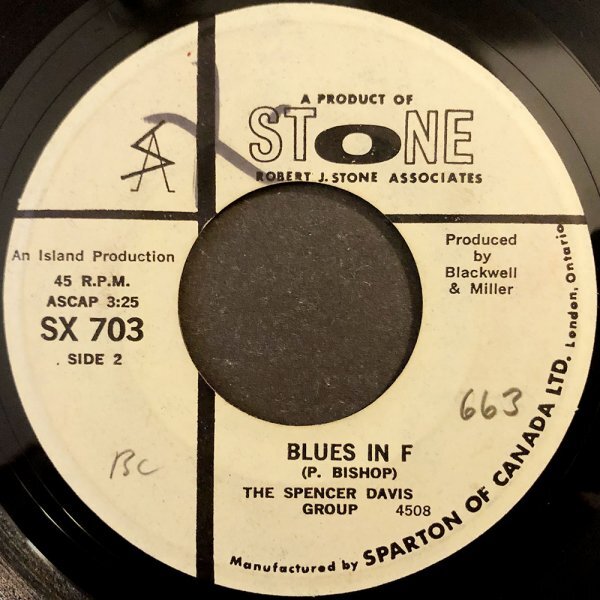 A PRODUCT OF
STONE
ROBERT J. STONE ASSOCIATES
An Island Production
45 R.P.M.
ASCAP 3:25
SX 703
SIDE 2
Produced
by
Blackwell
& Miller
663
BC
BLUES IN F
(P. BISHOP)
THE SPENCER DAVIS
GROUP 4508
Manufactured by SPARTON OF CANADA LTD. London, Ontario